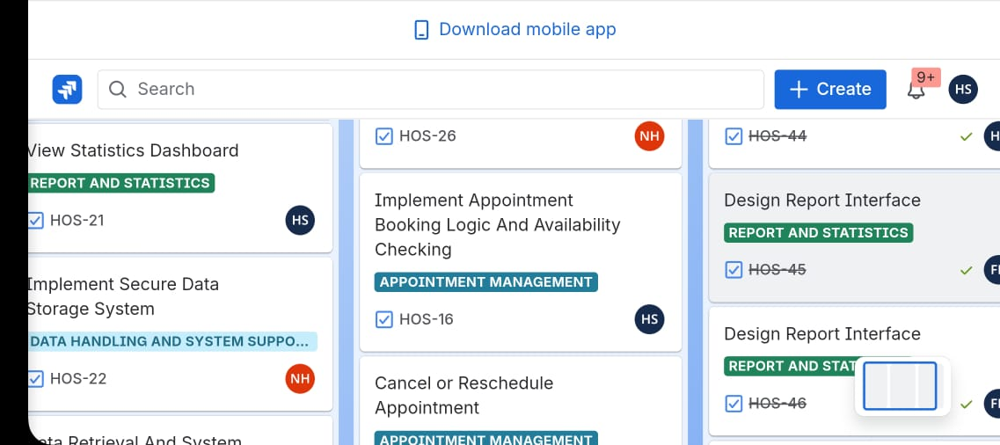 Download mobile app
Search
Create
9+
HS
View Statistics Dashboard
REPORT AND STATISTICS
HOS-21
HS
Implement Secure Data
Storage System
DATA HANDLING AND SYSTEM SUPPO...
HOS-22
NH
Retrieval And System
HOS-26
NH
Implement Appointment
Booking Logic And Availability
Checking
APPOINTMENT MANAGEMENT
HOS-16
HS
Cancel or Reschedule
Appointment
APPOINTMENT MANAGEMENT
HOS-44
Design Report Interface
REPORT AND STATISTICS
HOS-45
Design Report Interface
REPORT AND
HOS-46